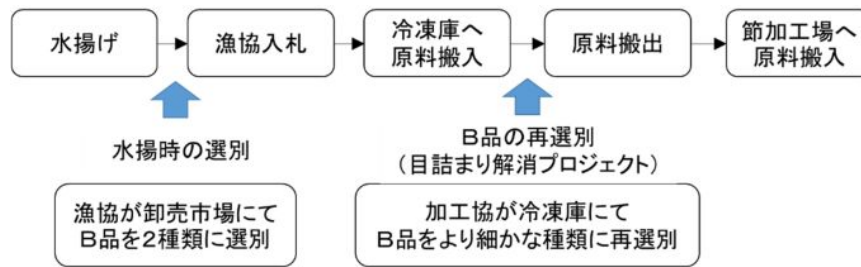 水揚げ
漁協入札
冷凍庫へ
原料搬入
原料搬出
節加工場へ
原料搬入
水揚時の選別
B品の再選別
(目詰まり解消プロジェクト)
漁協が卸売市場にて
B品を2種類に選別
加工協が冷凍庫にて
B品をより細かな種類に再選別